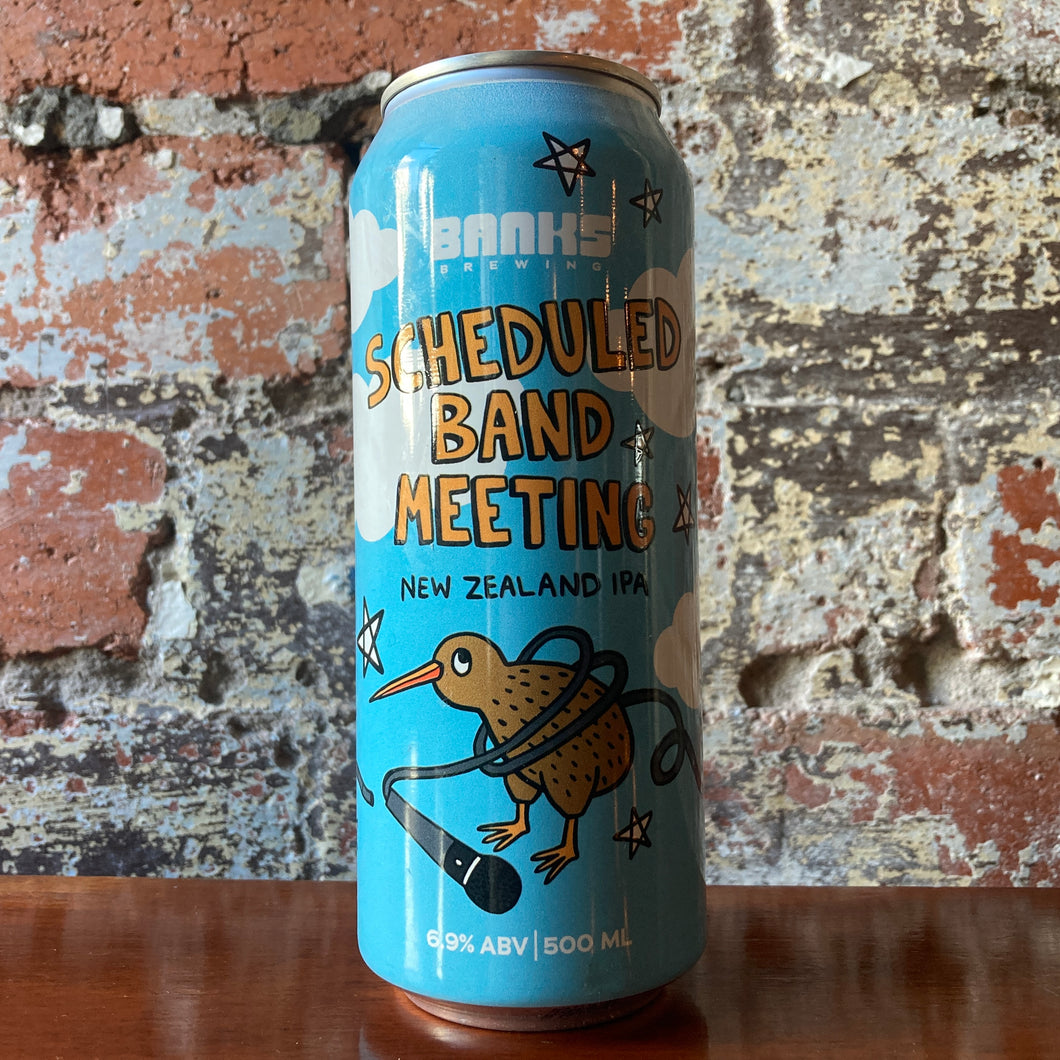 BANKS
BREWING
SCHEDULED
BAND
MEETING
NEW ZEALAND IPA
6.9% ABV | 500 ML